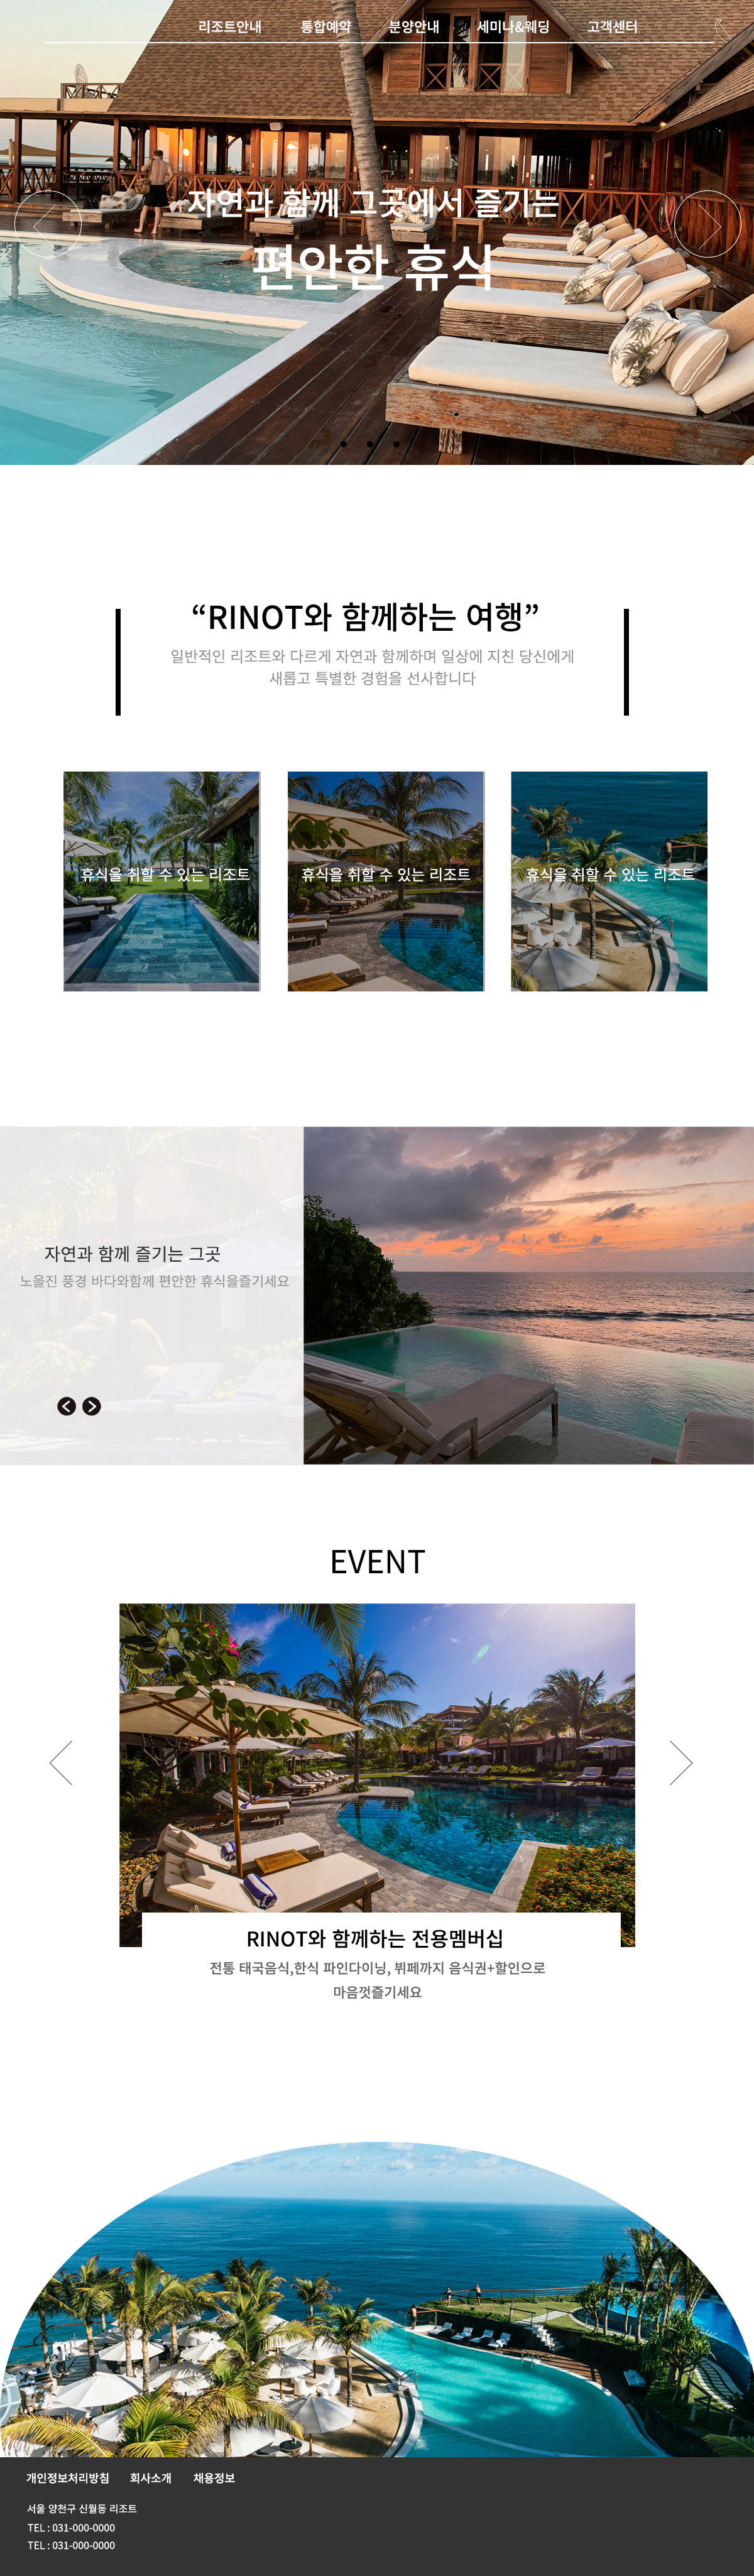 리조트안내 통합예약 분양안내 세미나&웨딩 고객센터
자연과 함께 그곳에서 즐기는
편안한 휴식
“RINOT와 함께하는 여행”
일반적인 리조트와 다르게 자연과 함께하며 일상에 지친 당신에게
새롭고 특별한 경험을 선사합니다
휴식을 취할 수 있는 리조트
휴식을 취할 수 있는 리조트
휴식을 취할 수 있는 리조트
자연과 함께 즐기는 그곳
노을진 풍경 바다와함께 편안한 휴식을즐기세요
EVENT
RINOT와 함께하는 전용멤버십
전통 태국음식,한식 파인다이닝, 뷔페까지 음식권+할인으로
마음껏즐기세요
개인정보처리방침 회사소개 채용정보
서울 양천구 신월동 리조트
TEL : 031-000-0000
TEL : 031-000-0000